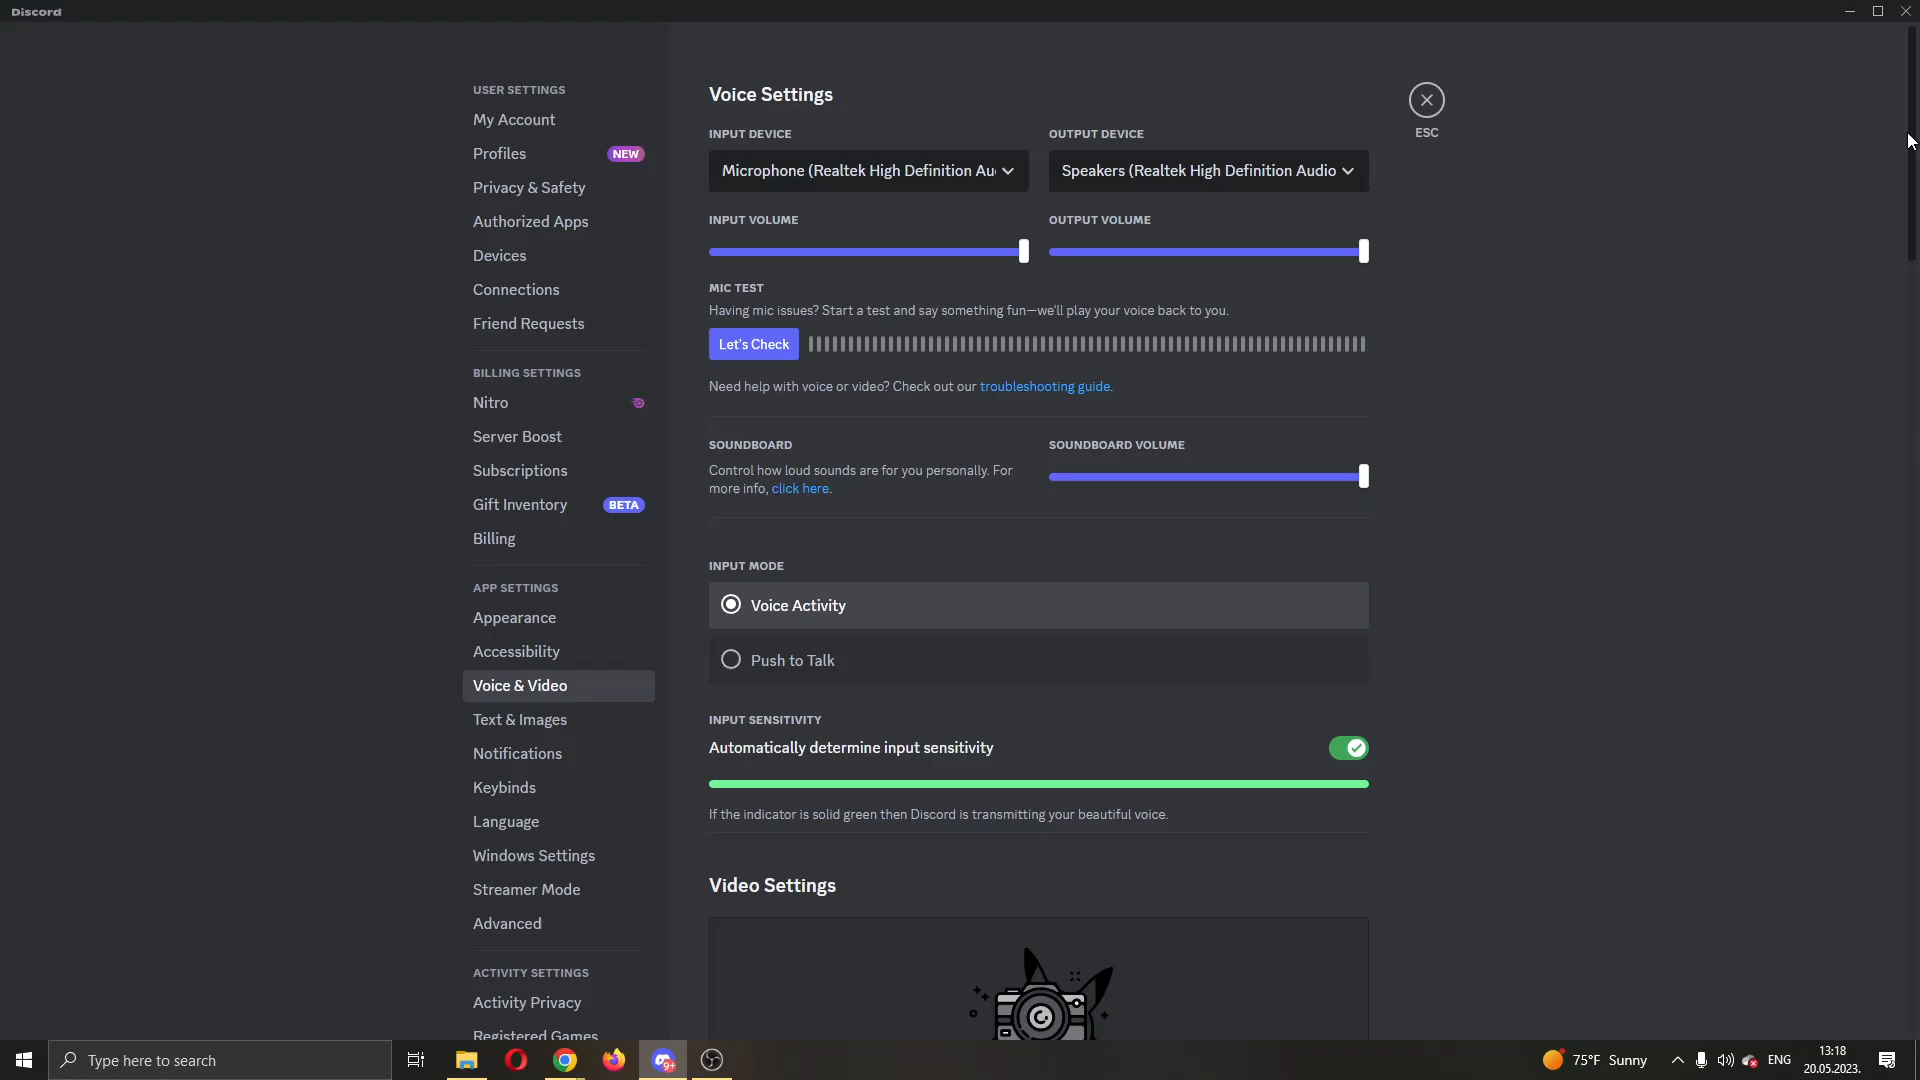 Discord
USER SETTINGS
My Account
Profiles NEW
Privacy & Safety
Authorized Apps
Devices
Connections
Friend Requests
BILLING SETTINGS
Nitro
Server Boost
Subscriptions
Gift Inventory BETA
Billing
APP SETTINGS
Appearance
Accessibility
Voice & Video
Text & Images
Notifications
Keybinds
Language
Windows Settings
Streamer Mode
Advanced
ACTIVITY SETTINGS
Activity Privacy
Registered Games
Voice Settings
INPUT DEVICE
Microphone (Realtek High Definition Au
OUTPUT DEVICE
Speakers (Realtek High Definition Audio
INPUT VOLUME
OUTPUT VOLUME
MIC TEST
Having mic issues? Start a test and say something fun—we'll play your voice back to you.
Let's Check
Need help with voice or video? Check out our troubleshooting guide.
SOUNDBOARD
Control how loud sounds are for you personally. For
more info, click here.
SOUNDBOARD VOLUME
INPUT MODE
Voice Activity
Push to Talk
INPUT SENSITIVITY
Automatically determine input sensitivity
If the indicator is solid green then Discord is transmitting your beautiful voice.
Video Settings
ESC
Type here to search
9+
75°F Sunny
ENG
13:18
20.05.2023.